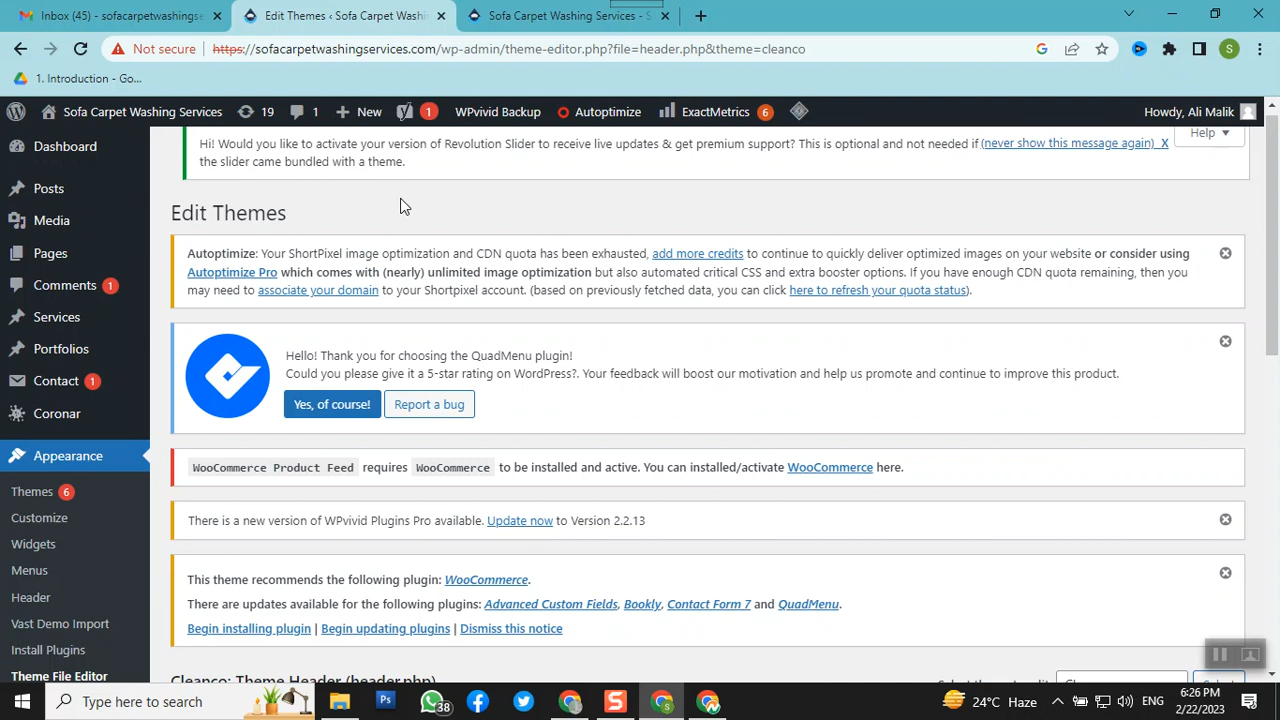 Inbox (45) - sofacarpetwashingse
Edit Themes ‹ Sofa Carpet Washin
Sofa Carpet Washing Services - S
Not secure
https://sofacarpetwashingservices.com/wp-admin/theme-editor.php?file=header.php&theme=cleanco
S
1. Introduction - Go...
Sofa Carpet Washing Services
19
1
New
1
WPvivid Backup
Autoptimize
ExactMetrics
6
Howdy, Ali Malik
Help
Hi! Would you like to activate your version of Revolution Slider to receive live updates & get premium support? This is optional and not needed if (never show this message again) X
the slider came bundled with a theme.
Dashboard
Posts
Media
Pages
Comments 1
Services
Portfolios
Contact 1
Coronar
Appearance
Themes 6
Customize
Widgets
Menus
Header
Vast Demo Import
Install Plugins
Theme File Editor
Edit Themes
Autoptimize: Your ShortPixel image optimization and CDN quota has been exhausted, add more credits to continue to quickly deliver optimized images on your website or consider using
Autoptimize Pro which comes with (nearly) unlimited image optimization but also automated critical CSS and extra booster options. If you have enough CDN quota remaining, then you
may need to associate your domain to your Shortpixel account. (based on previously fetched data, you can click here to refresh your quota status).
Hello! Thank you for choosing the QuadMenu plugin!
Could you please give it a 5-star rating on WordPress?. Your feedback will boost our motivation and help us promote and continue to improve this product.
Yes, of course!
Report a bug
WooCommerce Product Feed requires WooCommerce to be installed and active. You can installed/activate WooCommerce here.
There is a new version of WPvivid Plugins Pro available. Update now to Version 2.2.13
This theme recommends the following plugin: WooCommerce.
There are updates available for the following plugins: Advanced Custom Fields, Bookly, Contact Form 7 and QuadMenu.
Begin installing plugin | Begin updating plugins | Dismiss this notice
Cleanco: Theme Header (header.php)
Type here to search
Ps
38
24°C Haze
6:26 PM
2/22/2023